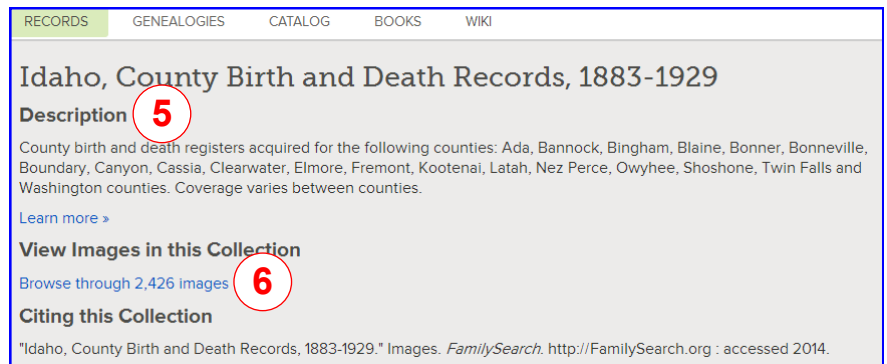 RECORDS GENEALOGIES CATALOG BOOKS WIKI
Idaho, County Birth and Death Records, 1883-1929
Description 5
County birth and death registers acquired for the following counties: Ada, Bannock, Bingham, Blaine, Bonner, Bonneville,
Boundary, Canyon, Cassia, Clearwater, Elmore, Fremont, Kootenai, Latah, Nez Perce, Owyhee, Shoshone, Twin Falls and
Washington counties. Coverage varies between counties.
Learn more »
View Images in this Collection
Browse through 2,426 images 6
Citing this Collection
"Idaho, County Birth and Death Records, 1883-1929." Images. FamilySearch. http://FamilySearch.org : accessed 2014.